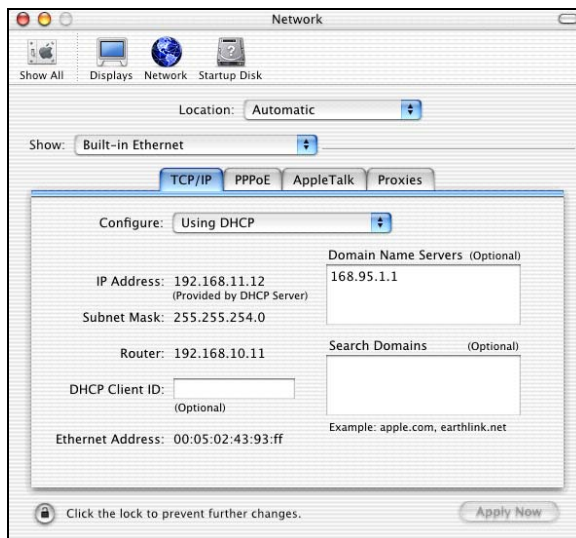 Network
Show All Displays Network Startup Disk
Location: Automatic
Show: Built-in Ethernet
TCP/IP PPPoE AppleTalk Proxies
Configure: Using DHCP
Domain Name Servers (Optional)
168.95.1.1
IP Address: 192.168.11.12
(Provided by DHCP Server)
Subnet Mask: 255.255.254.0
Router: 192.168.10.11
Search Domains (Optional)
DHCP Client ID:
(Optional)
Example: apple.com, earthlink.net
Ethernet Address: 00:05:02:43:93:ff
Click the lock to prevent further changes.
Apply Now